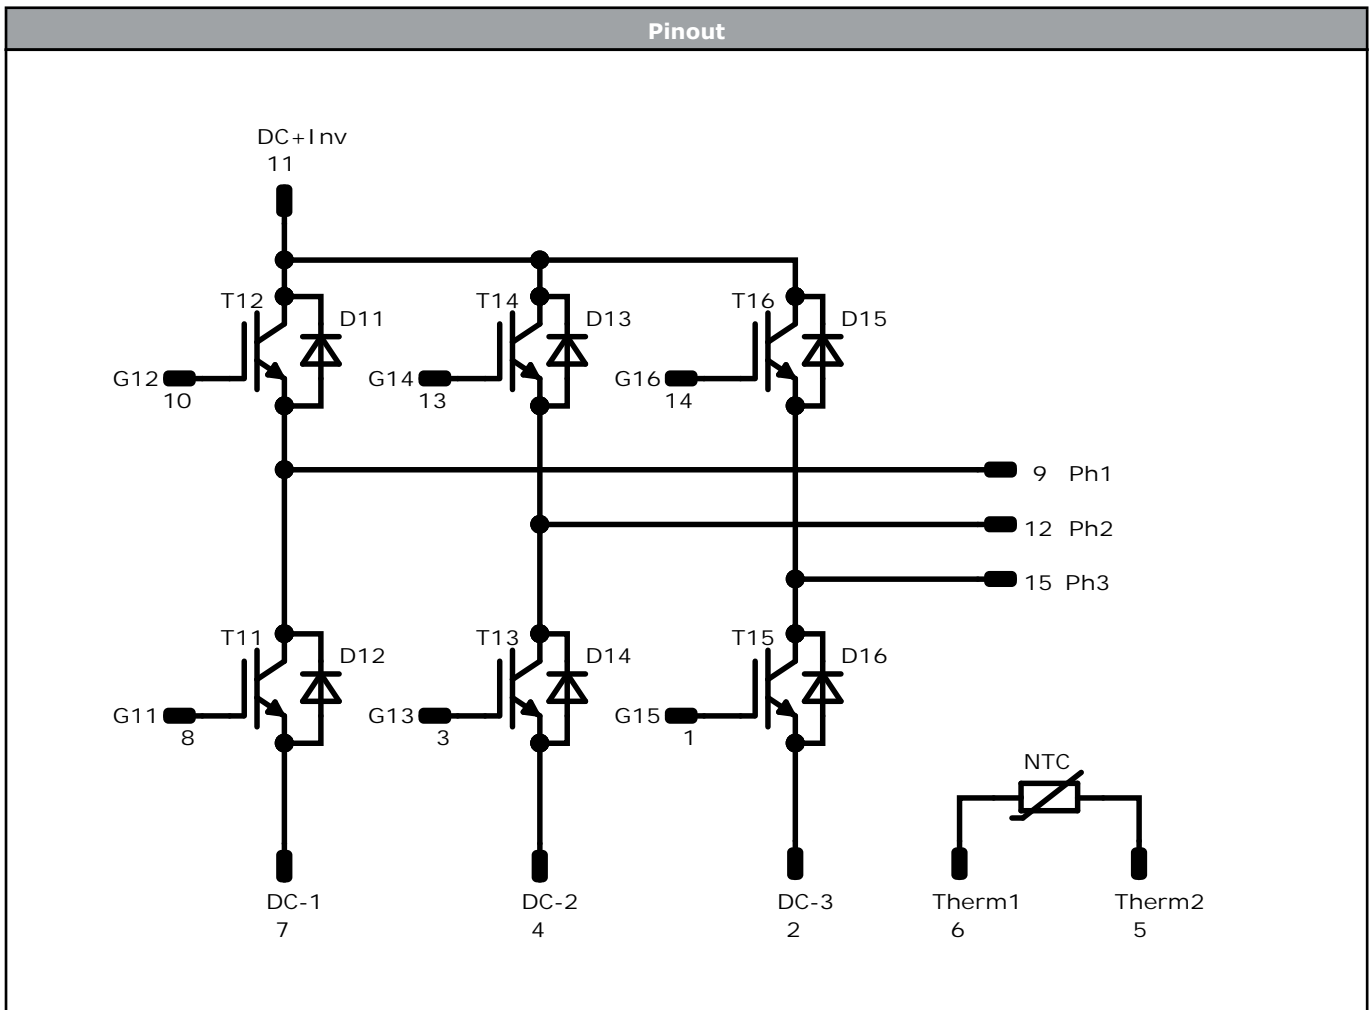 Pinout
DC+Inv
11
T12
D11
T14
D13
T16
D15
G12
10
G14
13
G16
14
9 Ph1
12 Ph2
15 Ph3
T11
D12
T13
D14
T15
D16
G11
8
G13
3
G15
1
NTC
DC-1
7
DC-2
4
DC-3
2
Therm1
6
Therm2
5